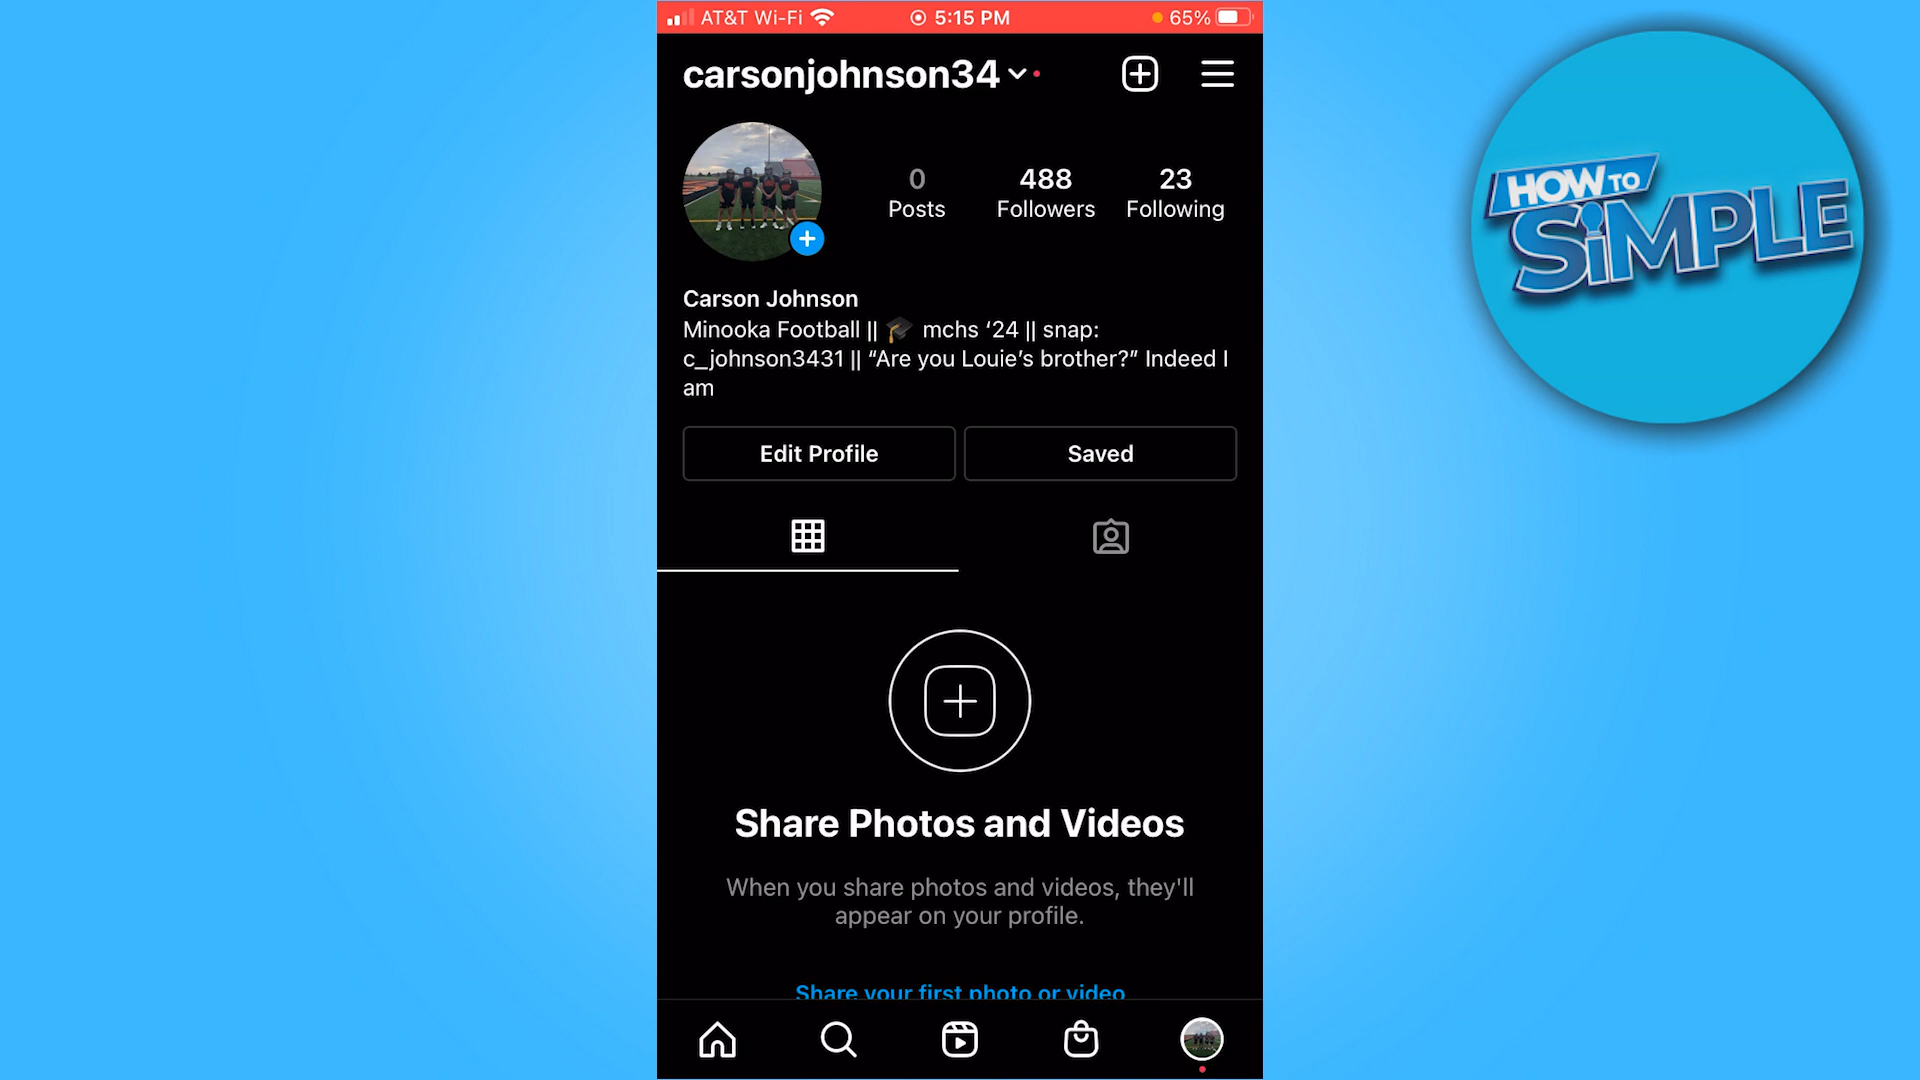 AT&T Wi-Fi 5:15 PM 65%
carsonjohnson34
HOW TO
SiMPLE
0 488 23
Posts Followers Following
Carson Johnson
Minooka Football || 🎓 mchs ‘24 || snap:
c_johnson3431 || “Are you Louie’s brother?” Indeed I
am
Edit Profile Saved
Share Photos and Videos
When you share photos and videos, they'll
appear on your profile.
Share your first photo or video